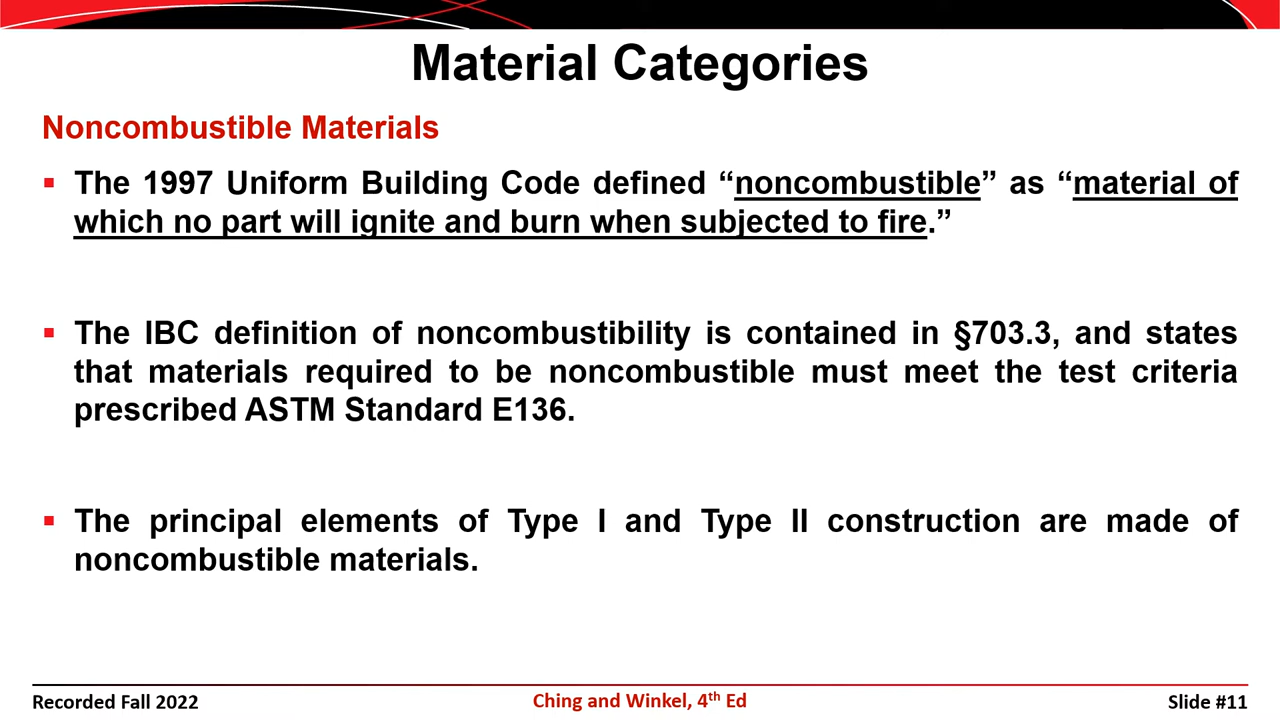 Material Categories
Noncombustible Materials
▪ The 1997 Uniform Building Code defined “noncombustible” as “material of
which no part will ignite and burn when subjected to fire.”
▪ The IBC definition of noncombustibility is contained in §703.3, and states
that materials required to be noncombustible must meet the test criteria
prescribed ASTM Standard E136.
▪ The principal elements of Type I and Type II construction are made of
noncombustible materials.
Recorded Fall 2022
Ching and Winkel, 4th Ed
Slide #11